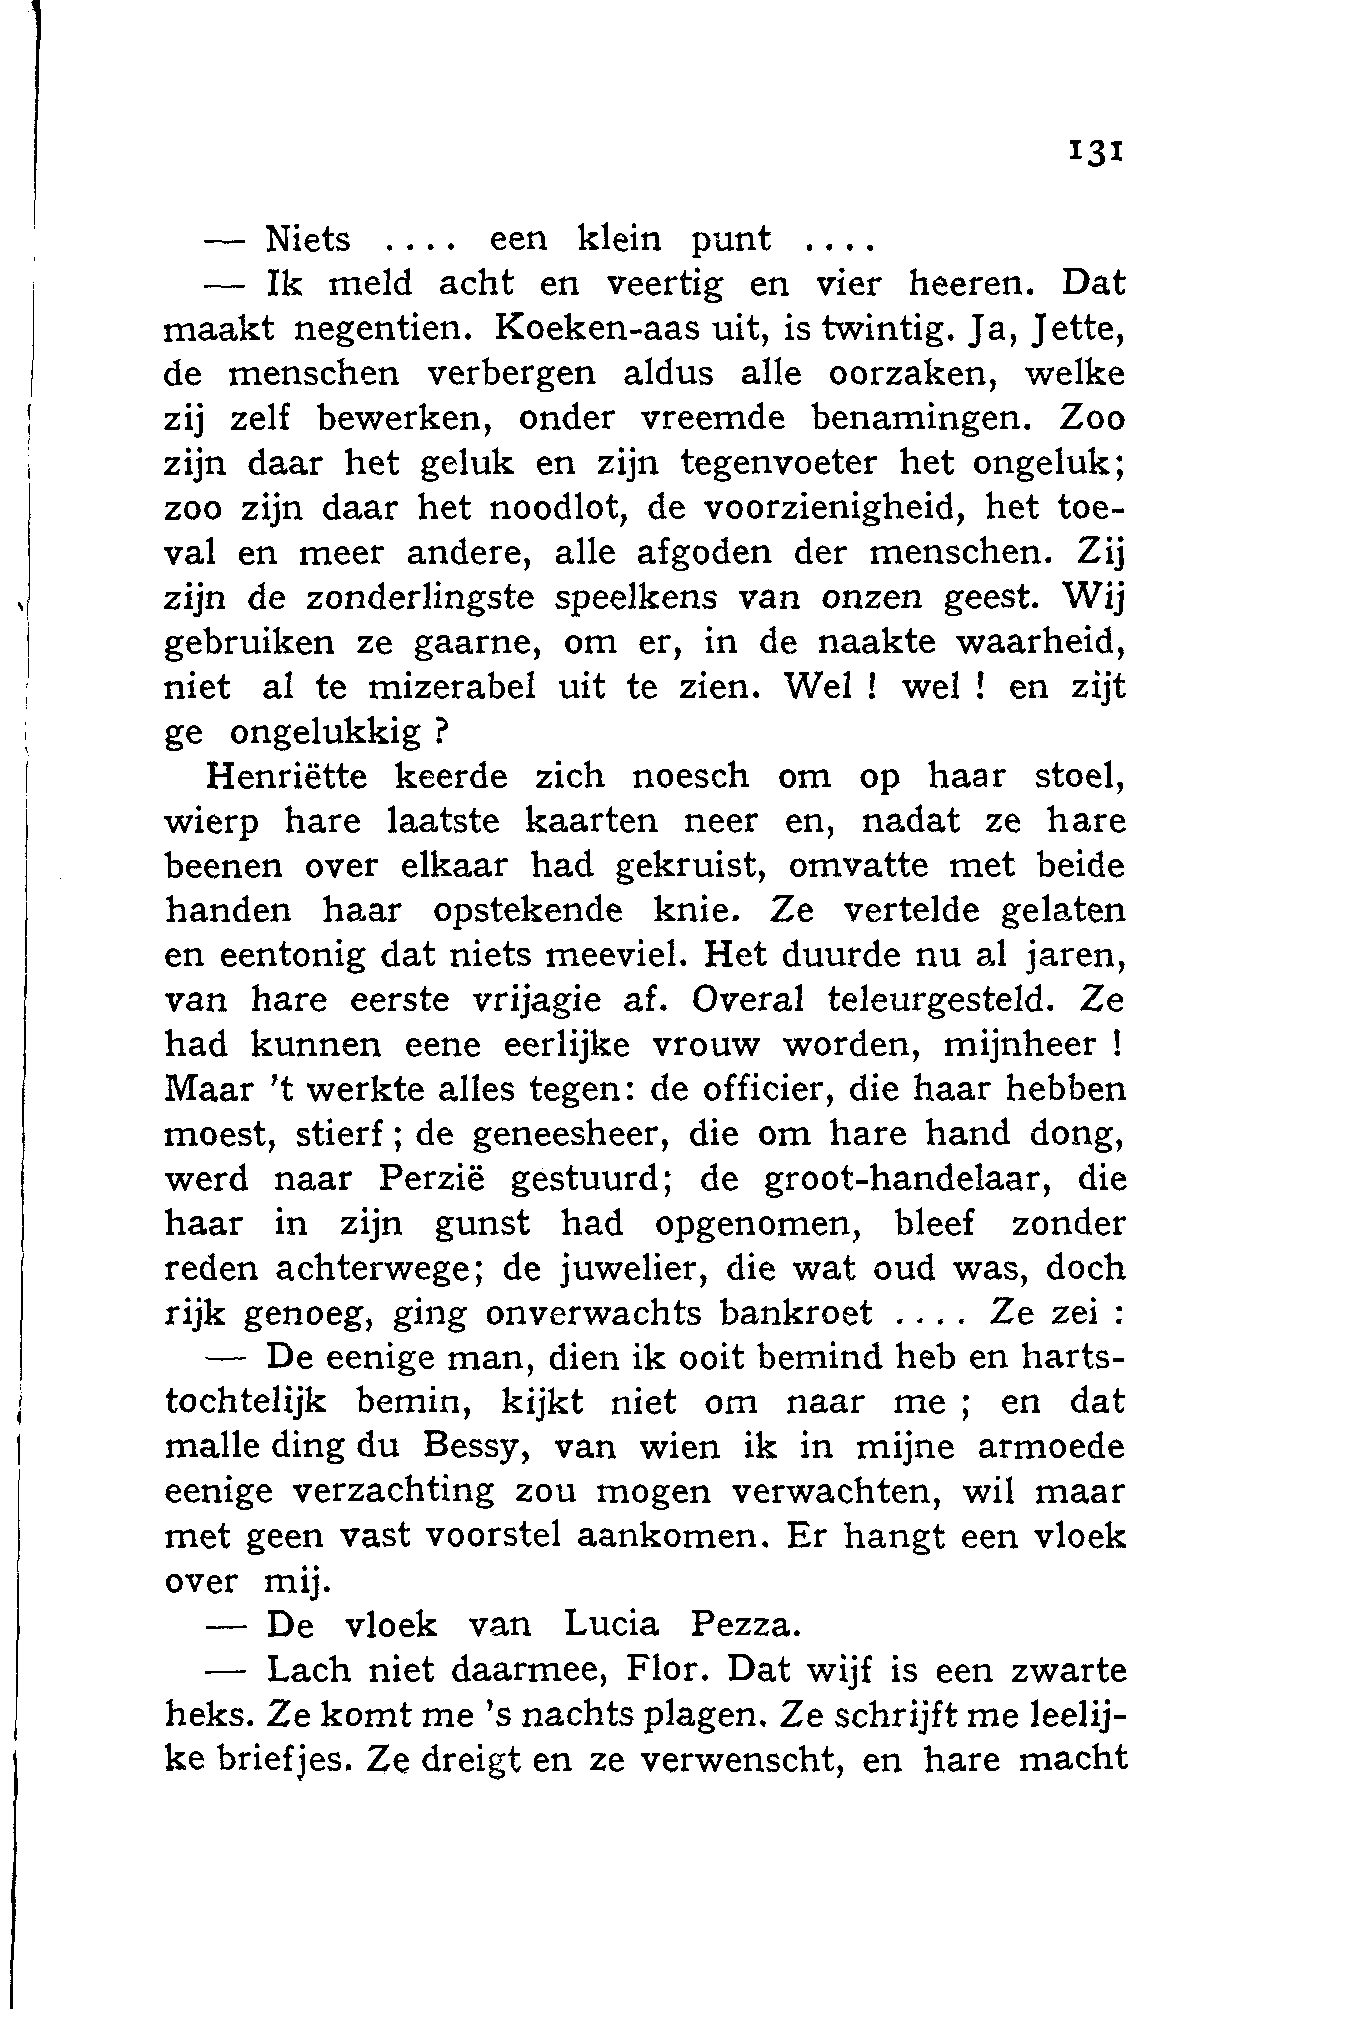 131
— Niets .... een klein punt ....
— Ik meld acht en veertig en vier heeren. Dat
maakt negentien. Koeken-aas uit, is twintig. Ja, Jette,
de menschen verbergen aldus alle oorzaken, welke
zij zelf bewerken, onder vreemde benamingen. Zoo
zijn daar het geluk en zijn tegenvoeter het ongeluk;
zoo zijn daar het noodlot, de voorzienigheid, het toe-
val en meer andere, alle afgoden der menschen. Zij
zijn de zonderlingste speelkens van onzen geest. Wij
gebruiken ze gaarne, om er, in de naakte waarheid,
niet al te mizerabel uit te zien. Wel ! wel ! en zijt
ge ongelukkig ?
Henriëtte keerde zich noesch om op haar stoel,
wierp hare laatste kaarten neer en, nadat ze hare
beenen over elkaar had gekruist, omvatte met beide
handen haar opstekende knie. Ze vertelde gelaten
en eentonig dat niets meeviel. Het duurde nu al jaren,
van hare eerste vrijagie af. Overal teleurgesteld. Ze
had kunnen eene eerlijke vrouw worden, mijnheer !
Maar 't werkte alles tegen: de officier, die haar hebben
moest, stierf ; de geneesheer, die om hare hand dong,
werd naar Perzië gestuurd; de groot-handelaar, die
haar in zijn gunst had opgenomen, bleef zonder
reden achterwege; de juwelier, die wat oud was, doch
rijk genoeg, ging onverwachts bankroet .... Ze zei :
— De eenige man, dien ik ooit bemind heb en harts-
tochtelijk bemin, kijkt niet om naar me ; en dat
malle ding du Bessy, van wien ik in mijne armoede
eenige verzachting zou mogen verwachten, wil maar
met geen vast voorstel aankomen. Er hangt een vloek
over mij.
— De vloek van Lucia Pezza.
— Lach niet daarmee, Flor. Dat wijf is een zwarte
heks. Ze komt me 's nachts plagen. Ze schrijft me leelij-
ke briefjes. Ze dreigt en ze verwenscht, en hare macht